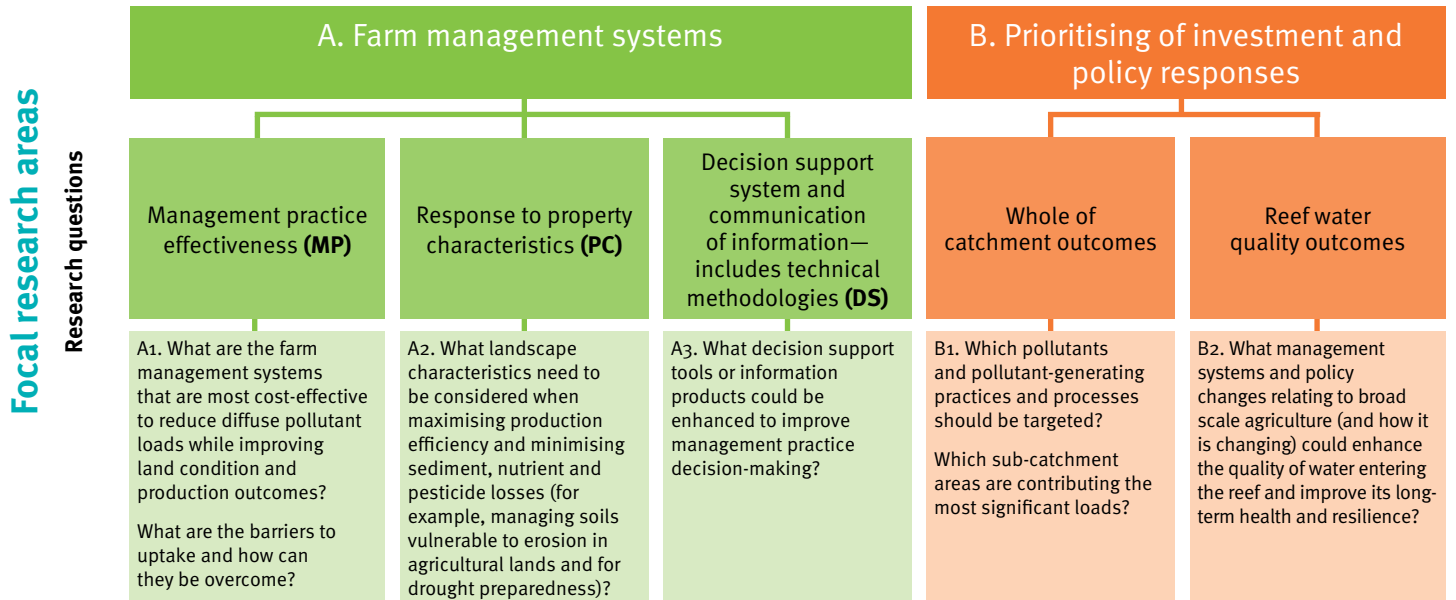 Focal research areas
Research questions
A. Farm management systems
B. Prioritising of investment and
policy responses
Management practice
effectiveness (MP)
Response to property
characteristics (PC)
Decision support
system and
communication
of information—
includes technical
methodologies (DS)
Whole of
catchment outcomes
Reef water
quality outcomes
A1. What are the farm
management systems
that are most cost-effective
to reduce diffuse pollutant
loads while improving
land condition and
production outcomes?
What are the barriers to
uptake and how can
they be overcome?
A2. What landscape
characteristics need to
be considered when
maximising production
efficiency and minimising
sediment, nutrient and
pesticide losses (for
example, managing soils
vulnerable to erosion in
agricultural lands and for
drought preparedness)?
A3. What decision support
tools or information
products could be
enhanced to improve
management practice
decision-making?
B1. Which pollutants
and pollutant-generating
practices and processes
should be targeted?
Which sub-catchment
areas are contributing the
most significant loads?
B2. What management
systems and policy
changes relating to broad
scale agriculture (and how it
is changing) could enhance
the quality of water entering
the reef and improve its long-
term health and resilience?